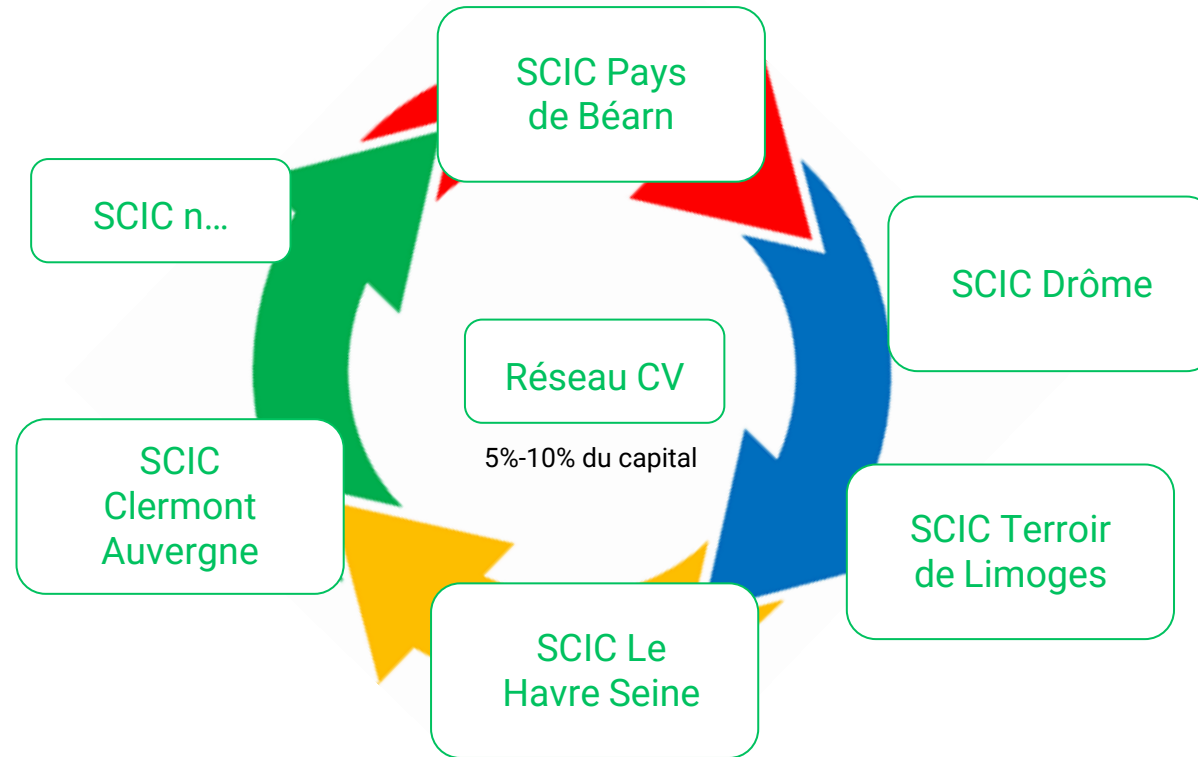 SCIC Pays
de Béarn
SCIC n...
SCIC Drôme
Réseau CV
5%-10% du capital
SCIC
Clermont
Auvergne
SCIC Terroir
de Limoges
SCIC Le
Havre Seine